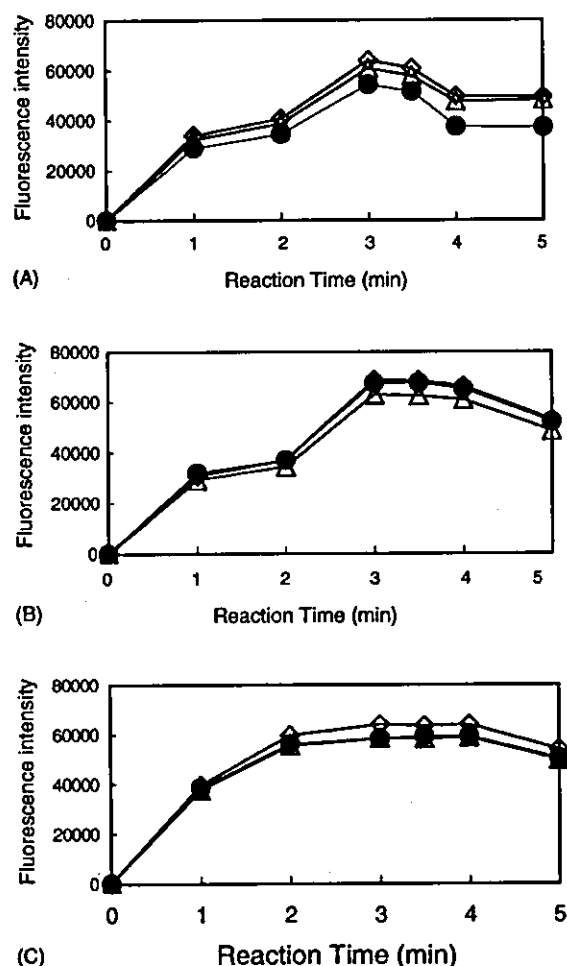 80000
60000
40000
20000
0
Fluorescence intensity
0 1 2 3 4 5
Reaction Time (min)
(A)
80000
60000
40000
20000
0
Fluorescence intensity
0 1 2 3 4 5
Reaction Time (min)
(B)
80000
60000
40000
20000
0
Fluorescence intensity
0 1 2 3 4 5
Reaction Time (min)
(C)